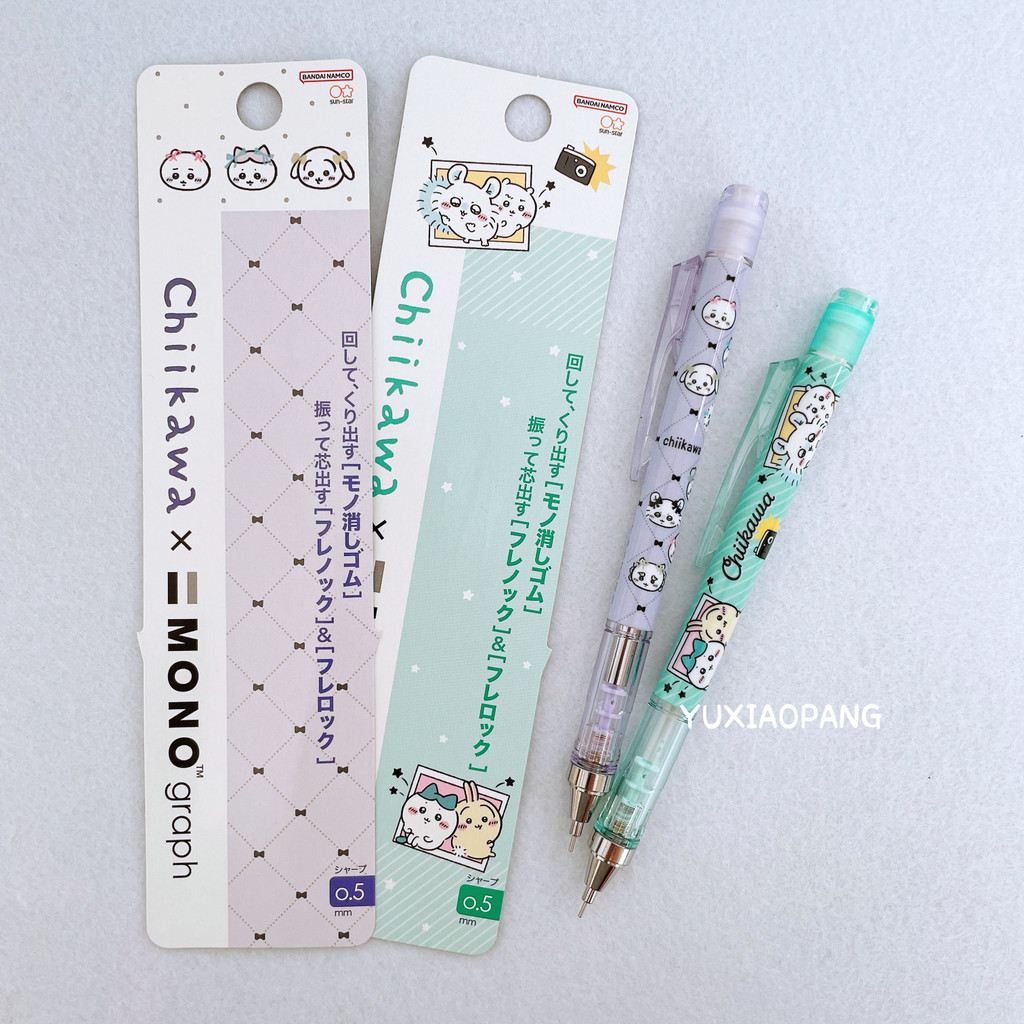 BANDAI NAMCO
sun-star
Chiikawa × MONO™ graph
回して、くり出す［モノ消しゴム］
振って芯出す［フレノック］&［フレロック］
シャープ
0.5
mm
BANDAI NAMCO
sun-star
Chiikawa ×
回して、くり出す［モノ消しゴム］
振って芯出す［フレノック］&［フレロック］
シャープ
0.5
mm
chiikawa
Chiikawa
YUXIAOPANG